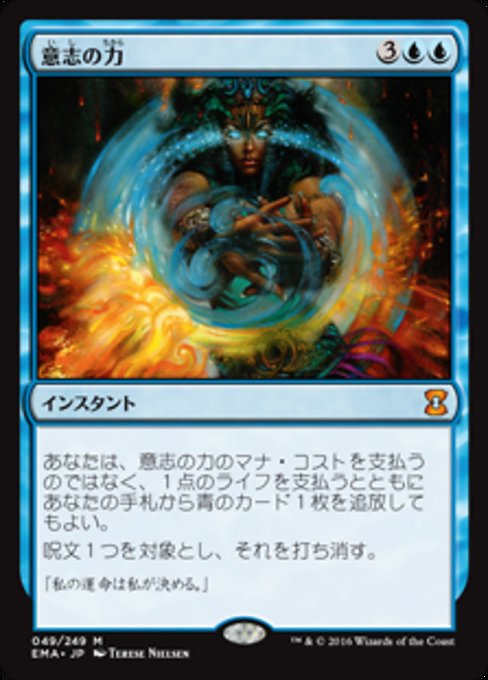 意志の力
いし ちから
3
インスタント
あなたは、意志の力のマナ・コストを支払う
のではなく、1点のライフを支払うとともに
あなたの手札から青のカード1枚を追放して
もよい。
呪文1つを対象とし、それを打ち消す。
「私の運命は私が決める。」
049/249 M
EMA • JP Terese Nielsen
™ & © 2016 Wizards of the Coast